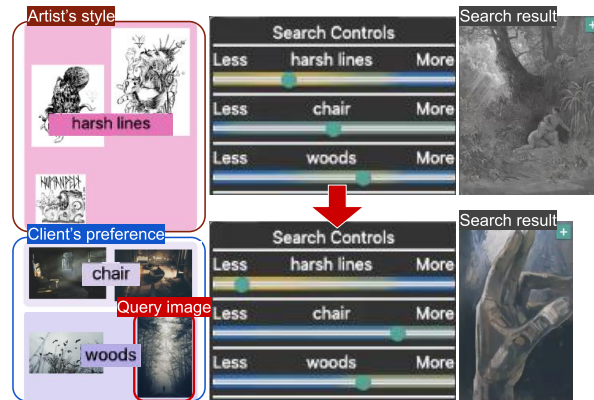 Artist's style
harsh lines
Client's preference
chair
Query image
woods
Search Controls
Less harsh lines More
Less chair More
Less woods More
Search Controls
Less harsh lines More
Less chair More
Less woods More
Search result
+
Search result
+